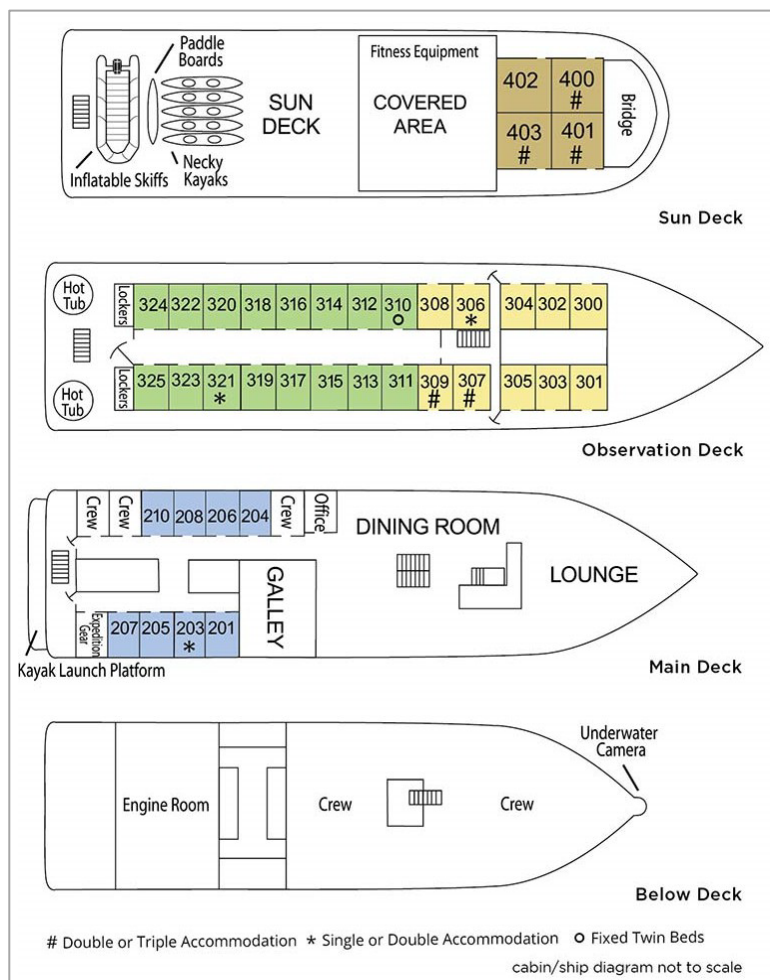 Paddle
Boards
Fitness Equipment
SUN
DECK
COVERED
AREA
402
400
#
403
#
401
#
Bridge
Inflatable Skiffs
Necky
Kayaks
Sun Deck
Hot
Tub
Lockers
324 322 320 318 316 314 312 310 308 306 304 302 300
o *
Lockers
325 323 321 319 317 315 313 311 309 307 305 303 301
* # #
Hot
Tub
Observation Deck
Crew Crew 210 208 206 204 Crew Office
DINING ROOM
LOUNGE
GALLEY
Expedition
Gear
207 205 203 201
*
Kayak Launch Platform
Main Deck
Underwater
Camera
Engine Room
Crew
Crew
Below Deck
# Double or Triple Accommodation * Single or Double Accommodation o Fixed Twin Beds
cabin/ship diagram not to scale